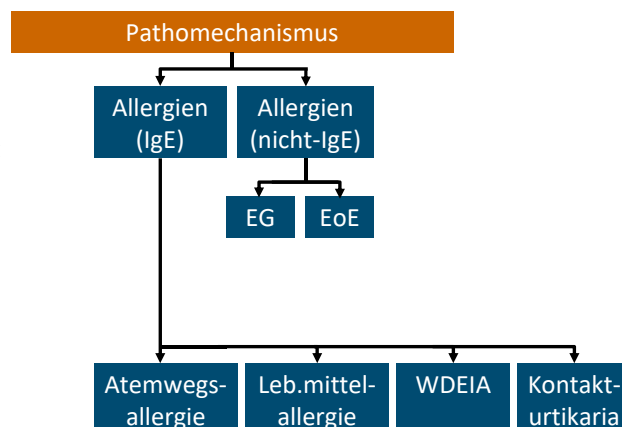 Pathomechanismus
Allergien
(IgE)
Allergien
(nicht-IgE)
EG
EoE
Atemwegs-
allergie
Leb.mittel-
allergie
WDEIA
Kontakt-
urtikaria